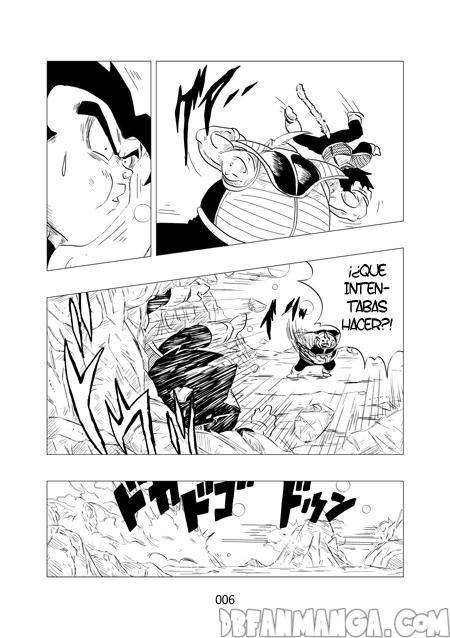 ¡¿QUE
INTEN-
TABAS
HACER?!
ドカドゴ ドゥン
006
DBFANMANGA.COM